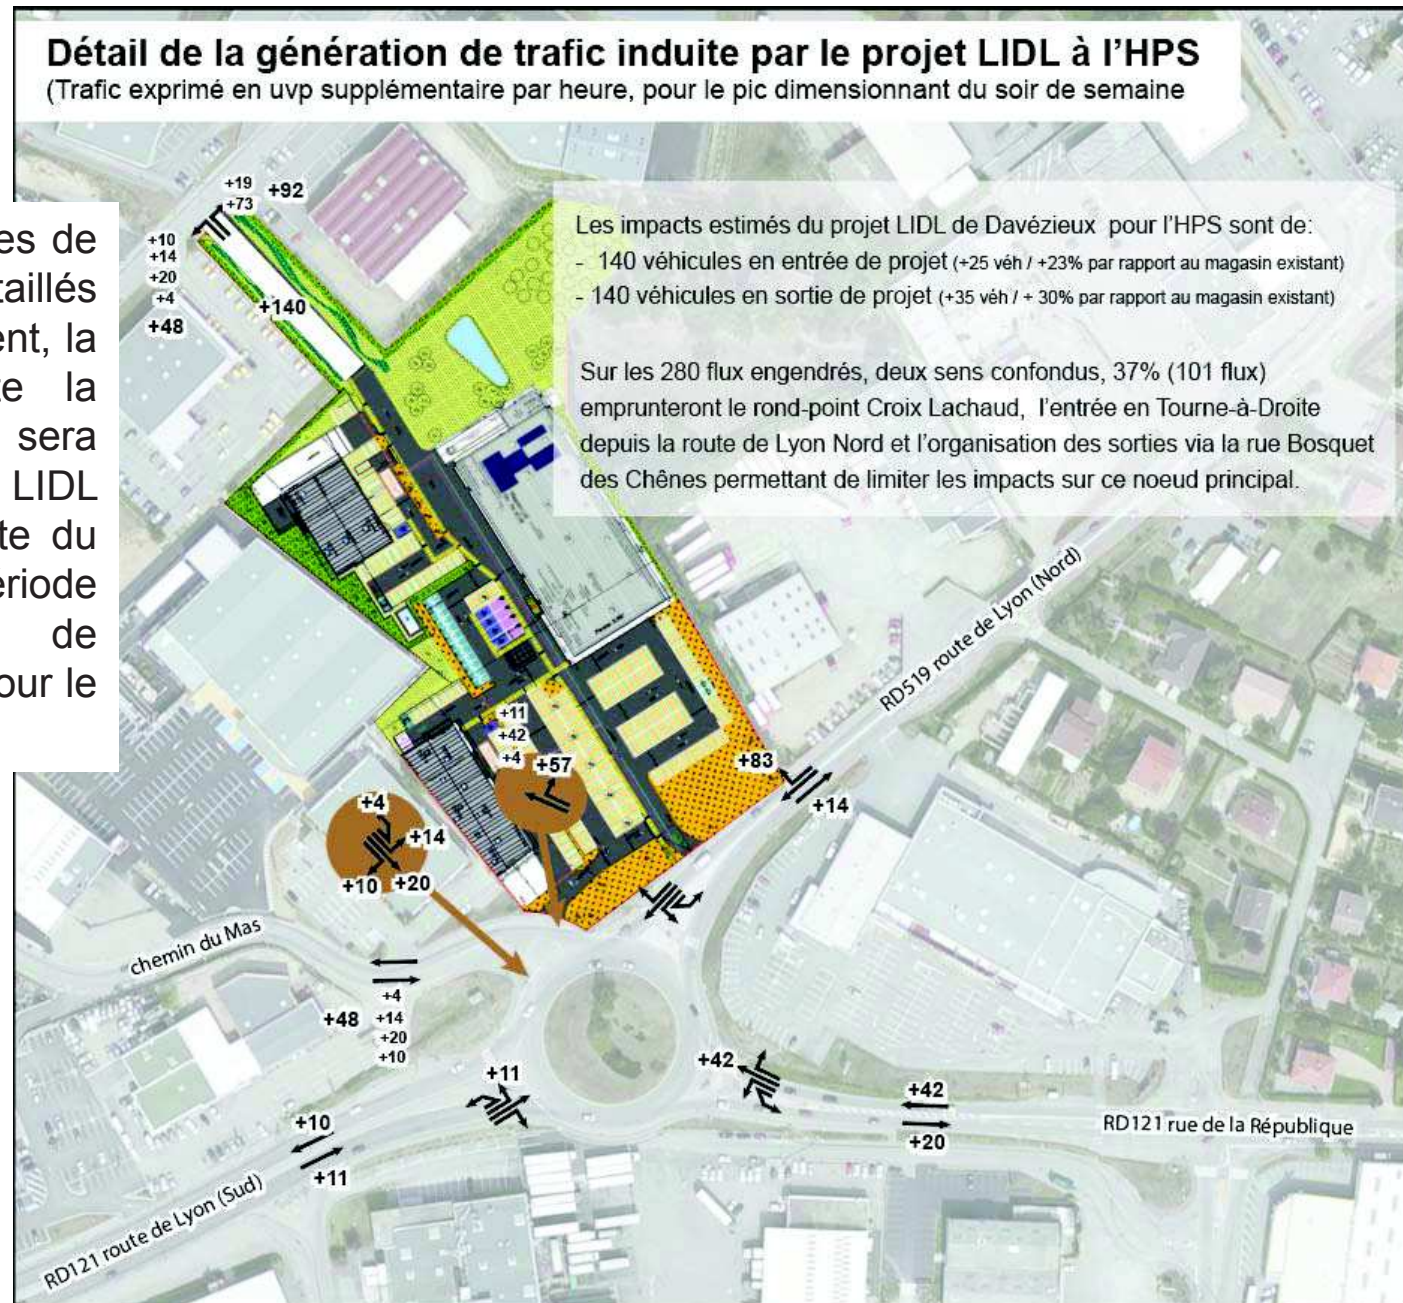 Détail de la génération de trafic induite par le projet LIDL à l'HPS
(Trafic exprimé en uvp supplémentaire par heure, pour le pic dimensionnant du soir de semaine
+19
+73
+92
+10
+14
+20
+4
+48
+140
es de
taillés
ent, la
te la
sera
LIDL
te du
ériode
de
our le
Les impacts estimés du projet LIDL de Davézieux pour l'HPS sont de:
- 140 véhicules en entrée de projet (+25 véh / +23% par rapport au magasin existant)
- 140 véhicules en sortie de projet (+35 véh / + 30% par rapport au magasin existant)
Sur les 280 flux engendrés, deux sens confondus, 37% (101 flux)
emprunteront le rond-point Croix Lachaud, l'entrée en Tourne-à-Droite
depuis la route de Lyon Nord et l'organisation des sorties via la rue Bosquet
des Chênes permettant de limiter les impacts sur ce noeud principal.
RD519 route de Lyon (Nord)
+11
+42
+4
+57
+83
+14
+4
+14
+10
+20
chemin du Mas
+4
+48
+14
+20
+10
+11
+42
+42
+20
RD121 rue de la République
+10
+11
RD121 route de Lyon (Sud)